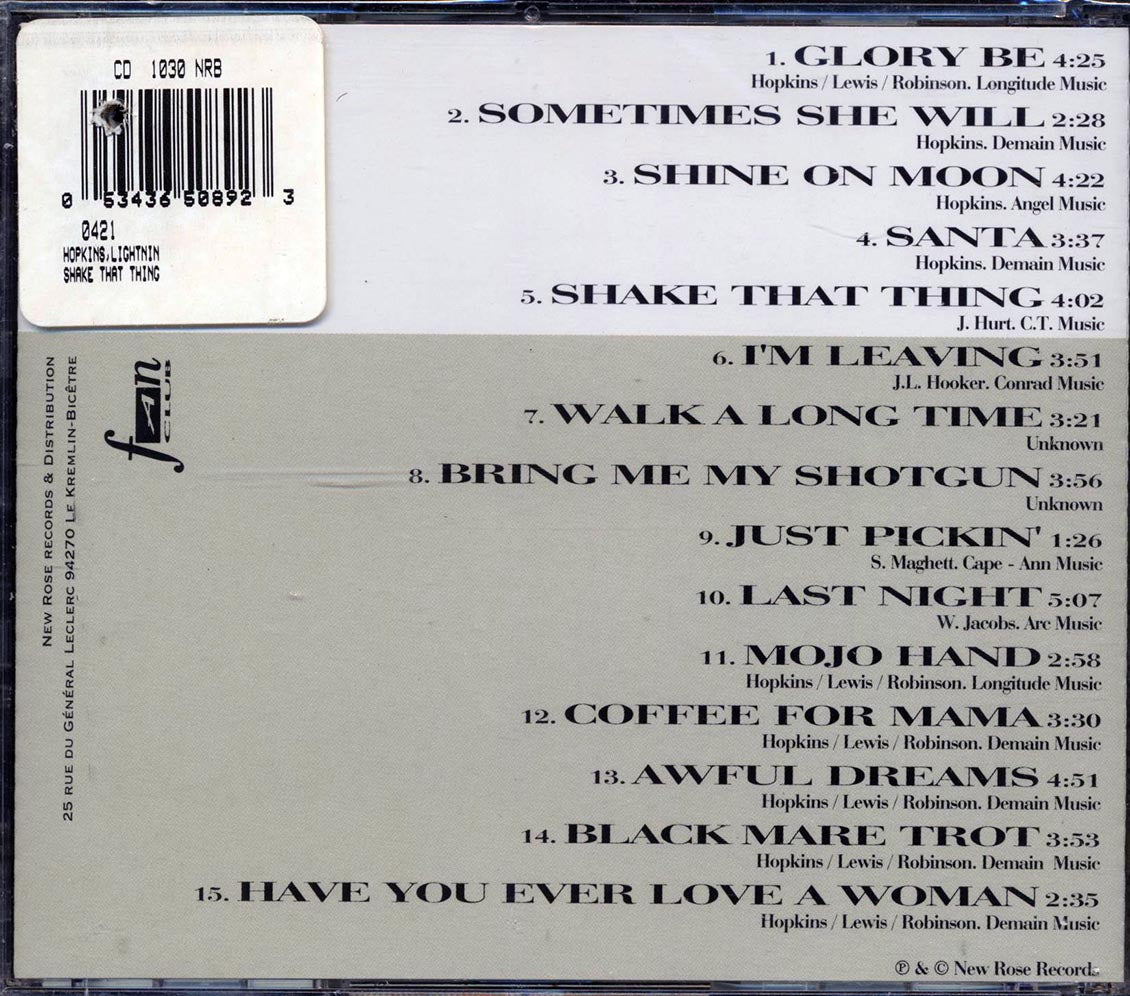 CD 1030 NRB
0 53436 50892 3
0421
HOPKINS,LIGHTNIN
SHAKE THAT THING
1. GLORY BE 4:25
Hopkins / Lewis / Robinson. Longitude Music
2. SOMETIMES SHE WILL 2:28
Hopkins. Demain Music
3. SHINE ON MOON 4:22
Hopkins. Angel Music
4. SANTA 3:37
Hopkins. Demain Music
5. SHAKE THAT THING 4:02
J. Hurt. C.T. Music
6. I'M LEAVING 3:51
J.L. Hooker. Conrad Music
7. WALK A LONG TIME 3:21
Unknown
8. BRING ME MY SHOTGUN 3:56
Unknown
9. JUST PICKIN' 1:26
S. Maghett. Cape - Ann Music
10. LAST NIGHT 5:07
W. Jacobs. Arc Music
11. MOJO HAND 2:58
Hopkins / Lewis / Robinson. Longitude Music
12. COFFEE FOR MAMA 3:30
Hopkins / Lewis / Robinson. Demain Music
13. AWFUL DREAMS 4:51
Hopkins / Lewis / Robinson. Demain Music
14. BLACK MARE TROT 3:53
Hopkins / Lewis / Robinson. Demain Music
15. HAVE YOU EVER LOVE A WOMAN 2:35
Hopkins / Lewis / Robinson. Demain Music
℗ & © New Rose Records
fAn
CLUB
NEW ROSE RECORDS & DISTRIBUTION
25 RUE DU GÉNÉRAL LECLERC 94270 LE KREMLIN-BICÊTRE